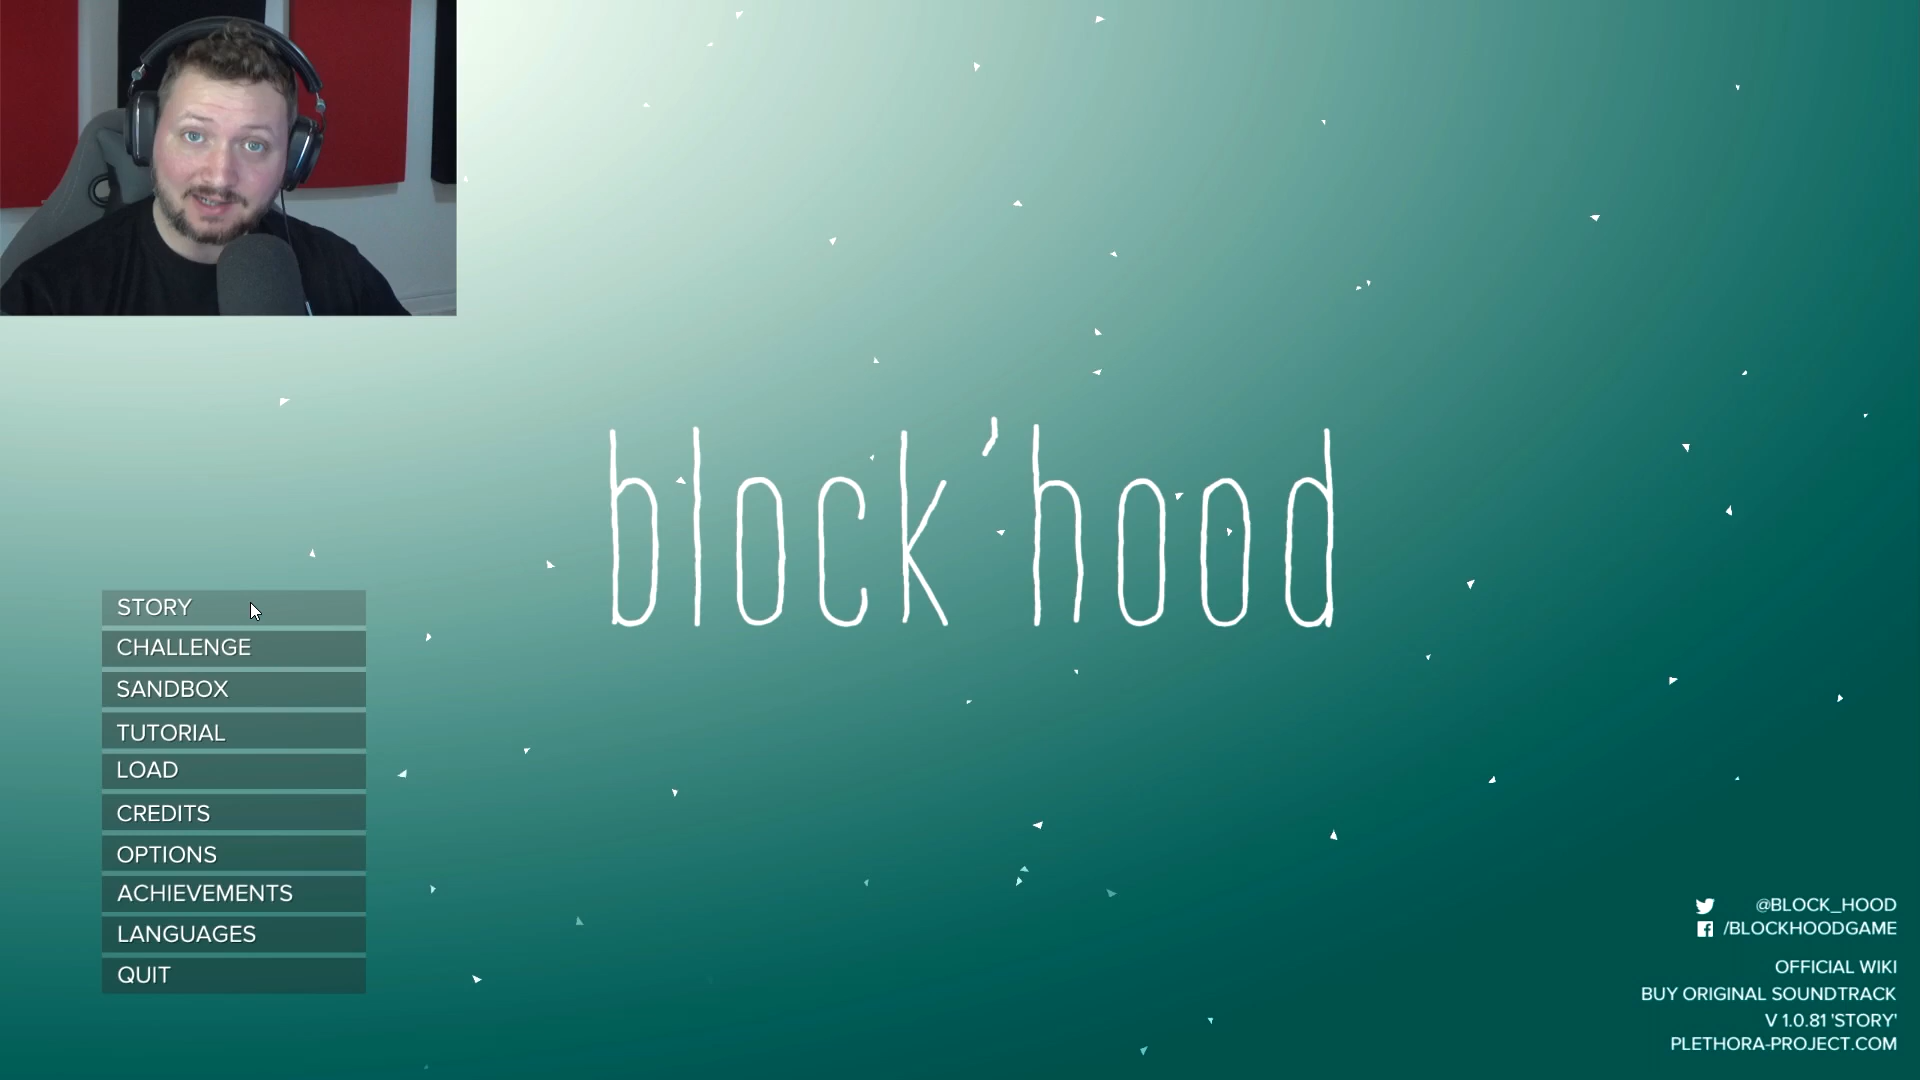 block'hood
STORY
CHALLENGE
SANDBOX
TUTORIAL
LOAD
CREDITS
OPTIONS
ACHIEVEMENTS
LANGUAGES
QUIT
@BLOCK_HOOD
/BLOCKHOODGAME
OFFICIAL WIKI
BUY ORIGINAL SOUNDTRACK
V 1.0.81 'STORY'
PLETHORA-PROJECT.COM